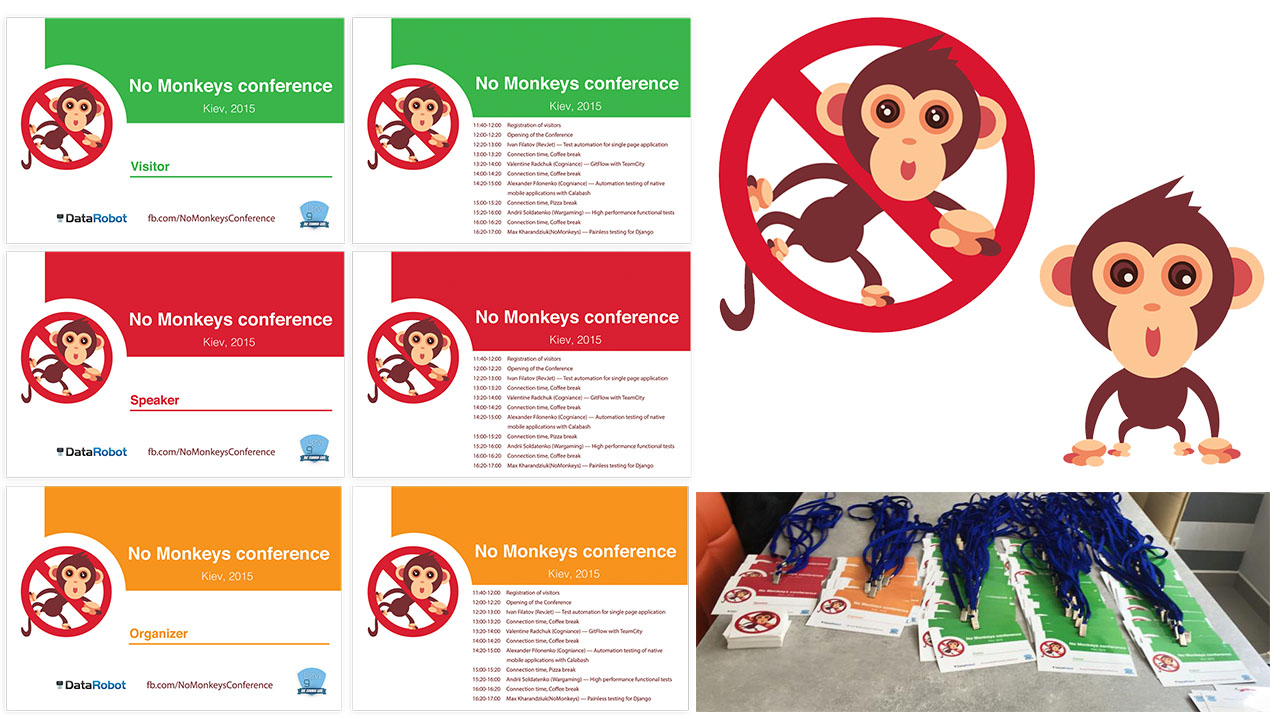 No Monkeys conference
Kiev, 2015
Visitor
DataRobot
fb.com/NoMonkeysConference
No Monkeys conference
Kiev, 2015
11:40-12:00 Registration of visitors
12:00-12:20 Opening of the Conference
12:20-13:00 Ivan Filatov (RevJet) — Test automation for single page application
13:00-13:20 Connection time, Coffee break
13:20-14:00 Valentine Radchuk (Cogniance) — GitFlow with TeamCity
14:00-14:20 Connection time, Coffee break
14:20-15:00 Alexander Filonenko (Cogniance) — Automation testing of native
mobile applications with Calabash
15:00-15:20 Connection time, Pizza break
15:20-16:00 Andrii Soldatenko (Wargaming) — High performance functional tests
16:00-16:20 Connection time, Coffee break
16:20-17:00 Max Kharandziuk(NoMonkeys) — Painless testing for Django
No Monkeys conference
Kiev, 2015
Speaker
DataRobot
fb.com/NoMonkeysConference
No Monkeys conference
Kiev, 2015
11:40-12:00 Registration of visitors
12:00-12:20 Opening of the Conference
12:20-13:00 Ivan Filatov (RevJet) — Test automation for single page application
13:00-13:20 Connection time, Coffee break
13:20-14:00 Valentine Radchuk (Cogniance) — GitFlow with TeamCity
14:00-14:20 Connection time, Coffee break
14:20-15:00 Alexander Filonenko (Cogniance) — Automation testing of native
mobile applications with Calabash
15:00-15:20 Connection time, Pizza break
15:20-16:00 Andrii Soldatenko (Wargaming) — High performance functional tests
16:00-16:20 Connection time, Coffee break
16:20-17:00 Max Kharandziuk(NoMonkeys) — Painless testing for Django
No Monkeys conference
Kiev, 2015
Organizer
DataRobot
fb.com/NoMonkeysConference
No Monkeys conference
Kiev, 2015
11:40-12:00 Registration of visitors
12:00-12:20 Opening of the Conference
12:20-13:00 Ivan Filatov (RevJet) — Test automation for single page application
13:00-13:20 Connection time, Coffee break
13:20-14:00 Valentine Radchuk (Cogniance) — GitFlow with TeamCity
14:00-14:20 Connection time, Coffee break
14:20-15:00 Alexander Filonenko (Cogniance) — Automation testing of native
mobile applications with Calabash
15:00-15:20 Connection time, Pizza break
15:20-16:00 Andrii Soldatenko (Wargaming) — High performance functional tests
16:00-16:20 Connection time, Coffee break
16:20-17:00 Max Kharandziuk(NoMonkeys) — Painless testing for Django
No Monkeys conference
No Monkeys conference
No Monkeys conference
No Monkeys conference
No Monkeys conference